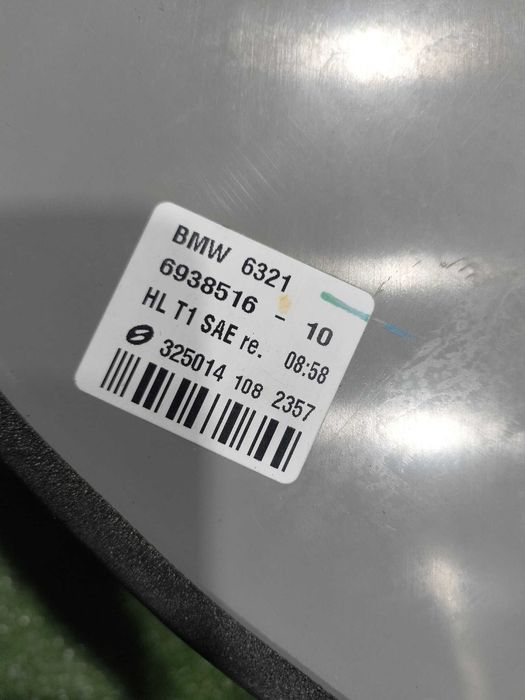 BMW 6321
6938516 - 10
HL T1 SAE re. 08:58
325014 108 2357